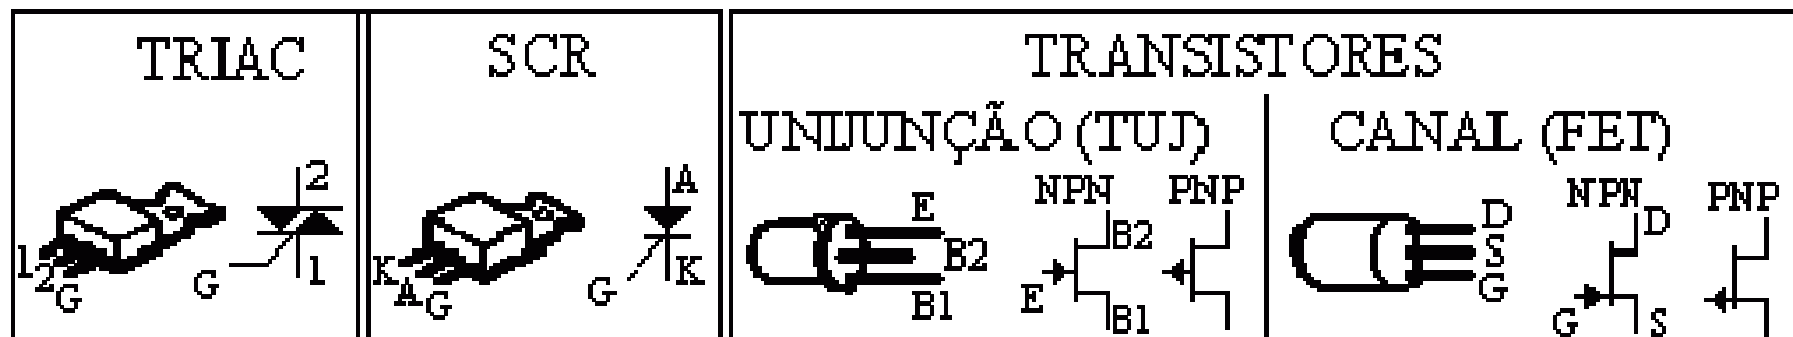 TRIAC
2
1 2 G
G 1
SCR
A
K A G
G K
TRANSISTORES
UNIJUNÇÃO (TUJ)
NPN PNP
E
B2
B1
B2
E
B1
CANAL (FET)
NPN PNP
D
S
G
D
G S